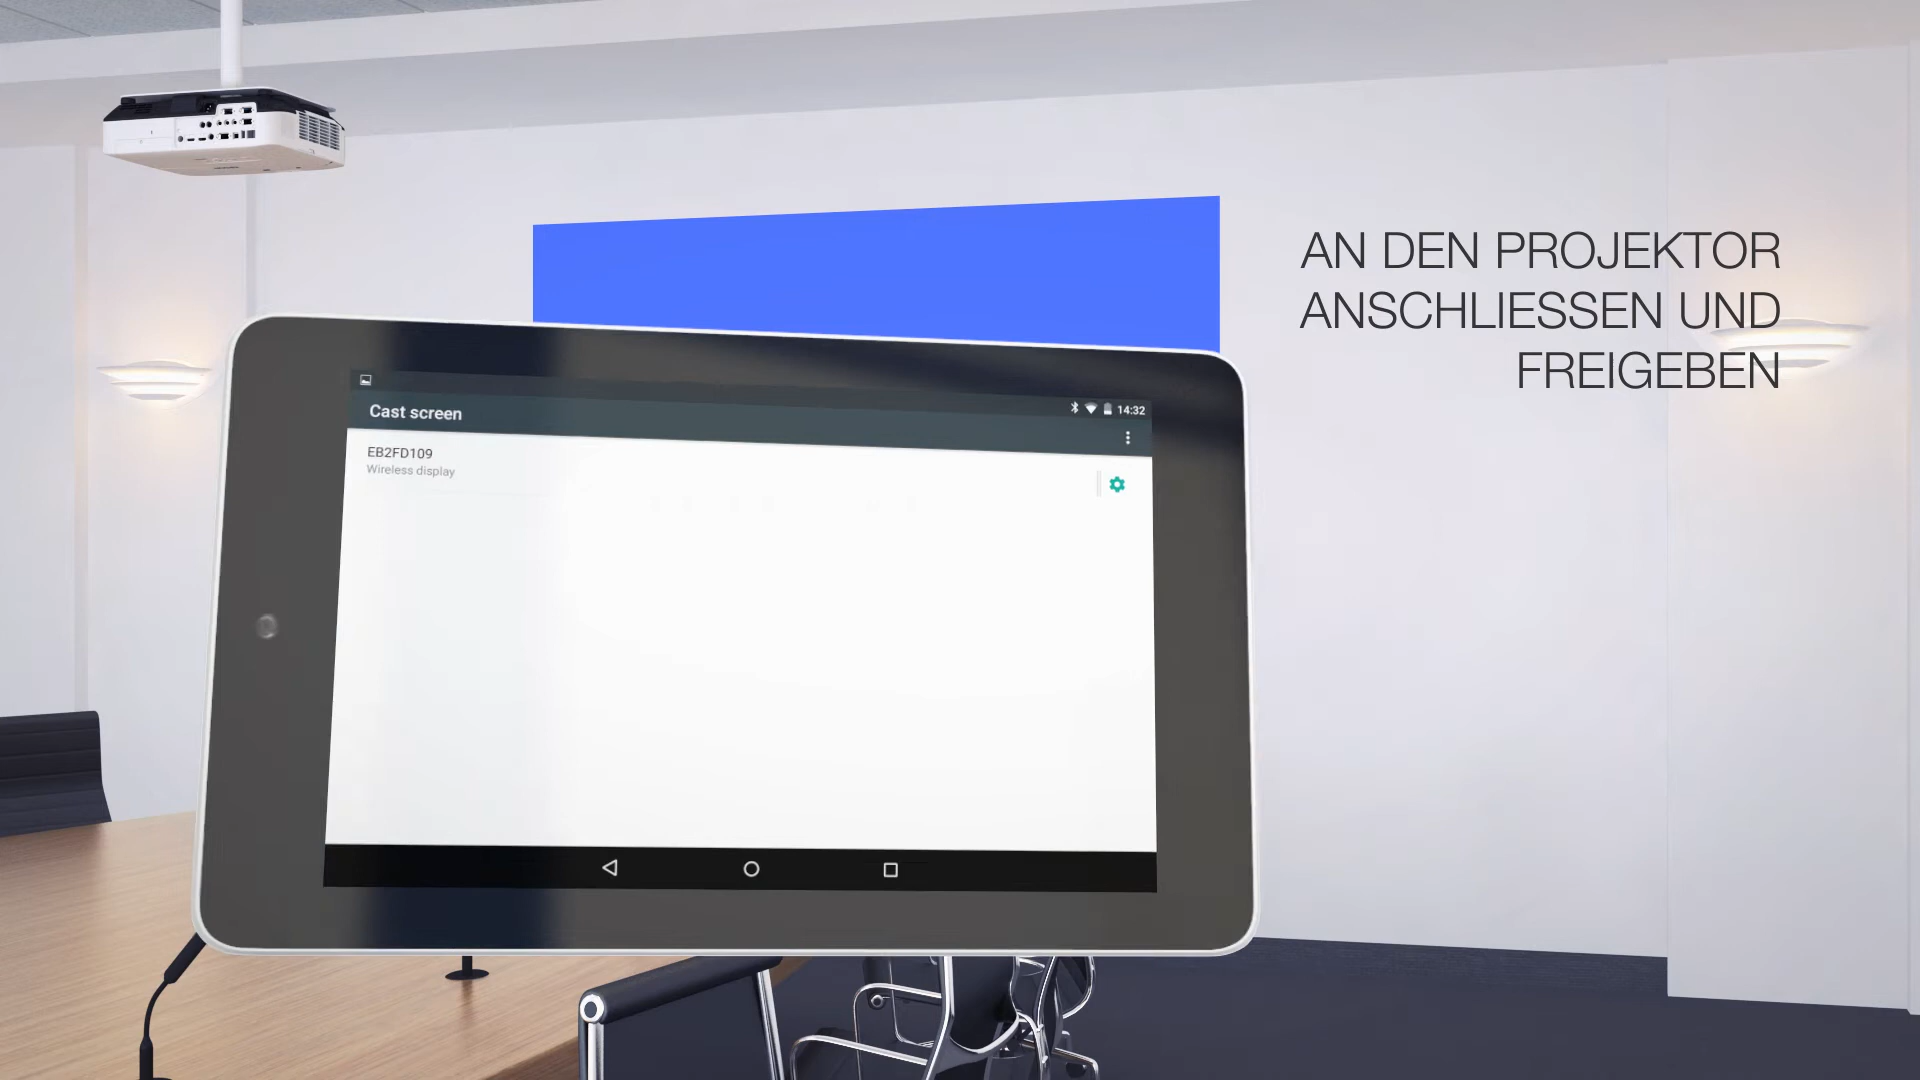 AN DEN PROJEKTOR
ANSCHLIESSEN UND
FREIGEBEN
14:32
Cast screen
EB2FD109
Wireless display